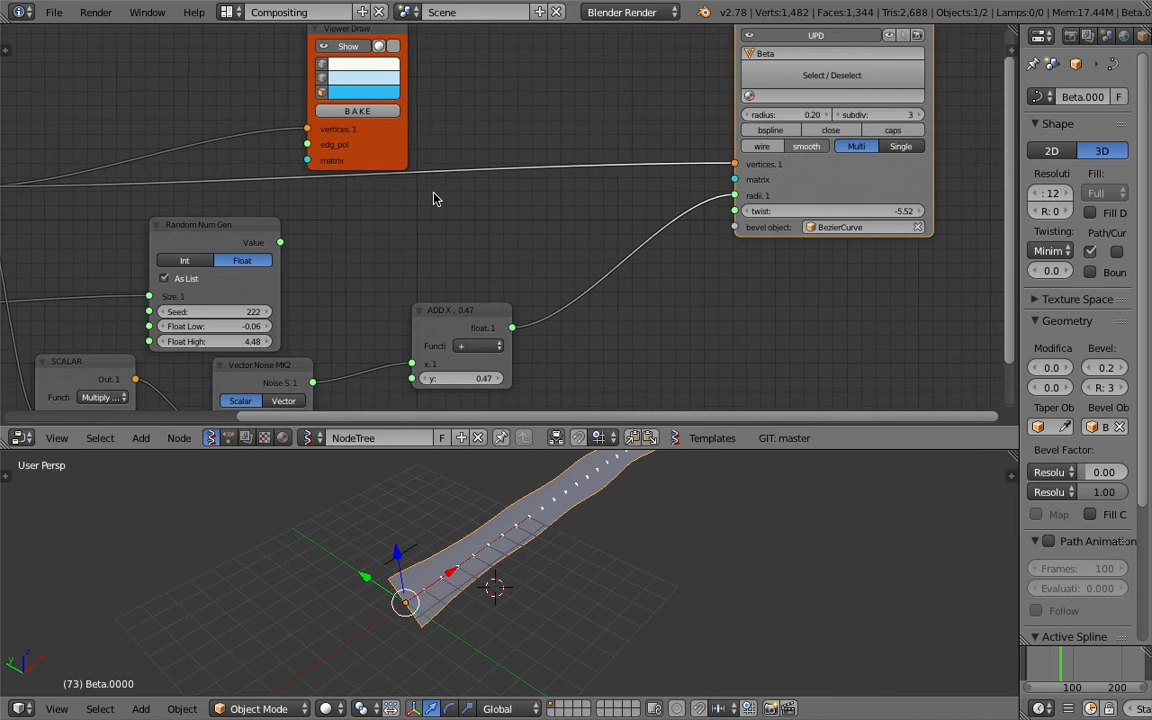 File Render Window Help Compositing Scene Blender Render v2.78 | Verts:1,482 | Faces:1,344 | Tris:2,688 | Objects:1/2 | Lamps:0/0 | Mem:17.44M | Beta.0
Viewer Draw
Show
BAKE
vertices. 1
edg_pol
matrix
UPD
Beta
Select / Deselect
radius: 0.20 subdiv: 3
bspline close caps
wire smooth Multi Single
vertices. 1
matrix
radii. 1
twist: -5.52
bevel object: BezierCurve
Random Num Gen
Value
Int Float
As List
Size. 1
Seed: 222
Float Low: -0.06
Float High: 4.48
ADD X , 0.47
float. 1
Functi +
x. 1
y: 0.47
SCALAR
Out. 1
Functi Multiply ...
Vector Noise MK2
Noise S. 1
Scalar Vector
View Select Add Node NodeTree F Templates GIT: master
User Persp
(73) Beta.0000
View Select Add Object Object Mode Global
Beta.000 F
Shape
2D 3D
Resoluti Fill:
: 12 Full
R: 0 Fill D
Twisting: Path/Cur
Minim
0.0 Boun
Texture Space
Geometry
Modifica Bevel:
0.0 0.2
0.0 R: 3
Taper Ob Bevel Ob
B
Bevel Factor:
Resolu 0.00
Resolu 1.00
Map Fill C
Path Animation
Frames: 100
Evaluati: 0.000
Follow
Active Spline
100 200
Sta